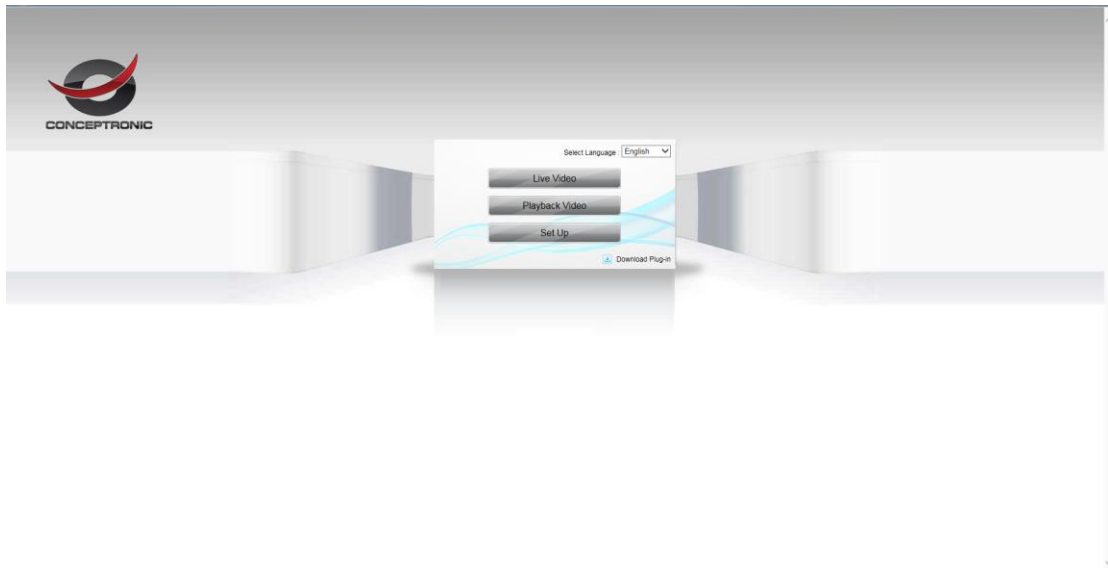 CONCEPTRONIC
Select Language : English
Live Video
Playback Video
Set Up
Download Plug-in